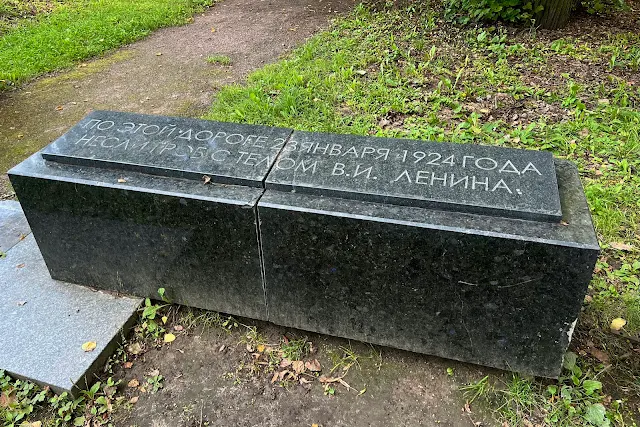 ПО ЭТОЙ ДОРОГЕ 23 ЯНВАРЯ 1924 ГОДА
НЕСЛИ ГРОБ С ТЕЛОМ В.И. ЛЕНИНА.